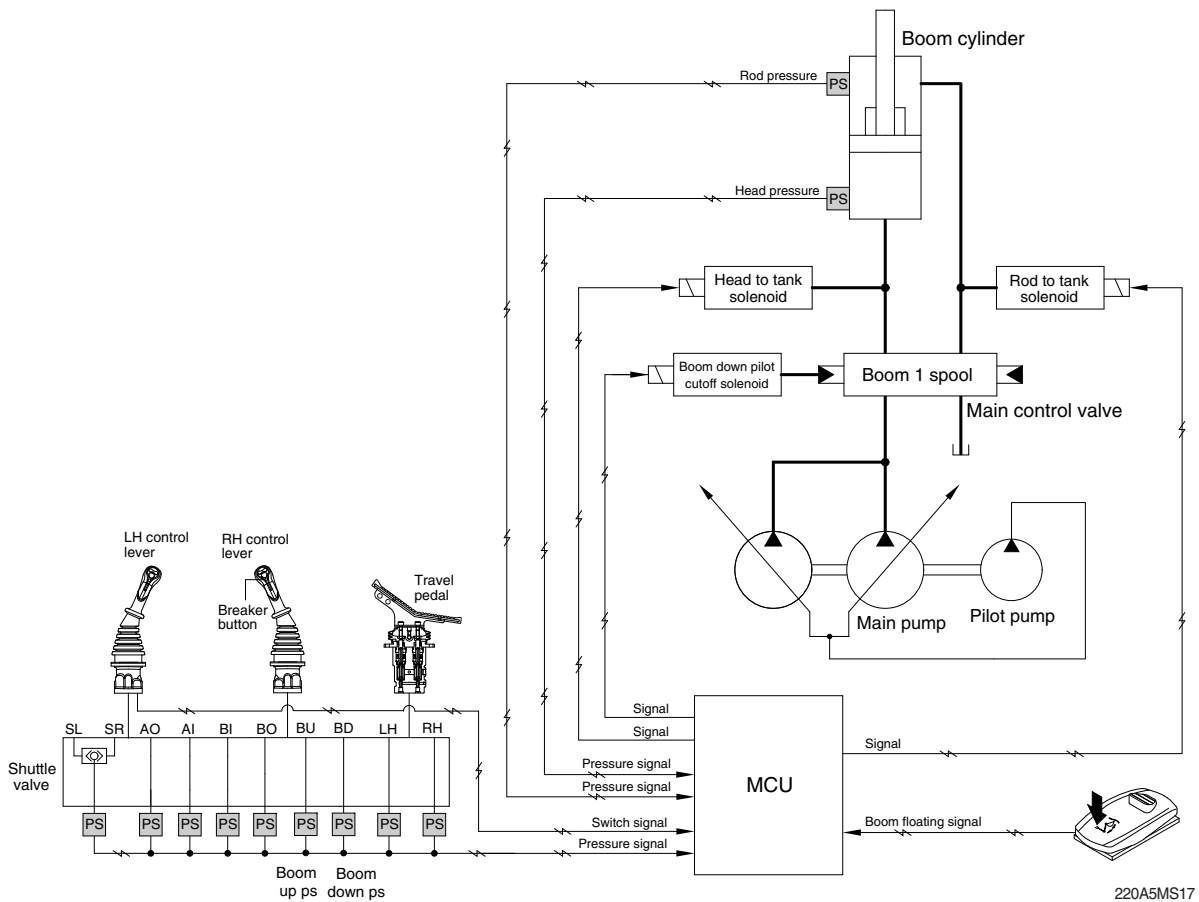 Boom cylinder
Rod pressure
PS
Head pressure
PS
Head to tank
solenoid
Rod to tank
solenoid
Boom down pilot
cutoff solenoid
Boom 1 spool
Main control valve
LH control
lever
RH control
lever
Breaker
button
Travel
pedal
Main pump
Pilot pump
SL
SR
AO
AI
BI
BO
BU
BD
LH
RH
Shuttle
valve
PS
PS
PS
PS
PS
PS
PS
PS
PS
Boom
up ps
Boom
down ps
Signal
Signal
Pressure signal
Pressure signal
Switch signal
Pressure signal
MCU
Signal
Boom floating signal
220A5MS17